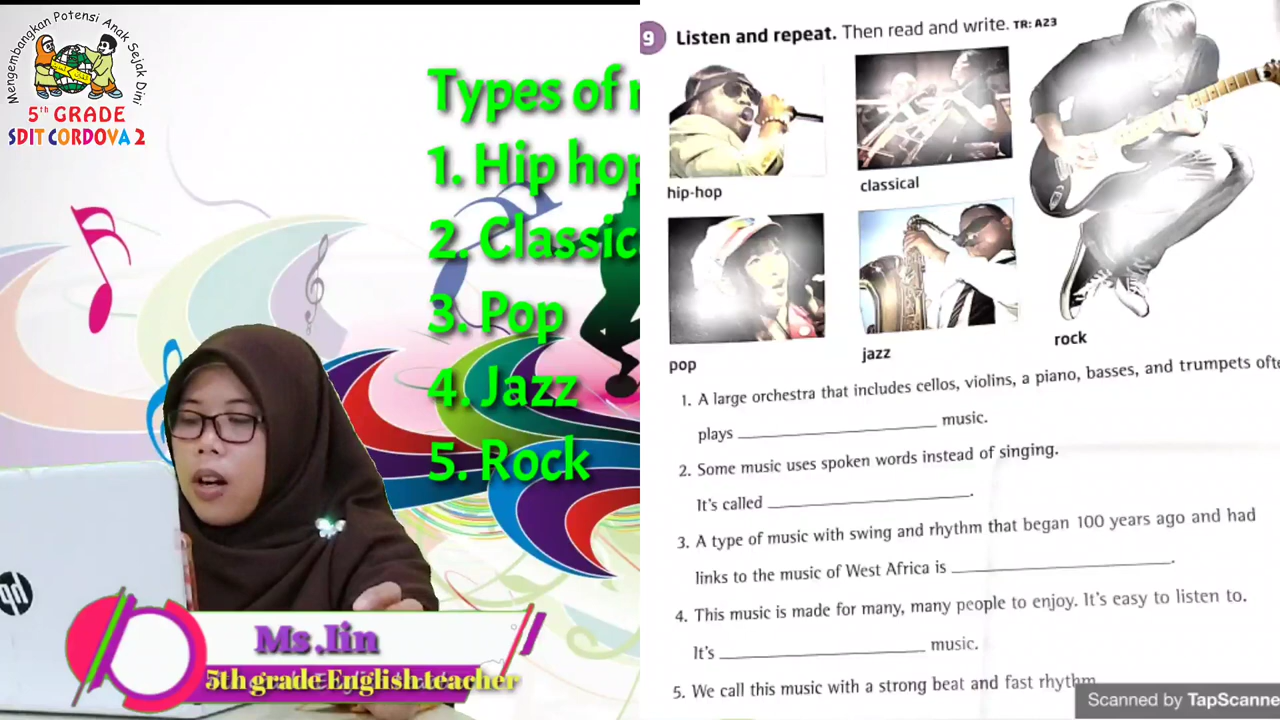 Mengembangkan Potensi Anak Sejak Dini
5th GRADE
SDIT CORDOVA 2
Types of
1. Hip hop
2. Classic
3. Pop
4. Jazz
5. Rock
hp
Ms.Iin
5th grade English teacher
9 Listen and repeat. Then read and write. TR: A23
hip-hop
classical
pop
jazz
rock
1. A large orchestra that includes cellos, violins, a piano, basses, and trumpets ofte
plays ____ music.
2. Some music uses spoken words instead of singing.
It's called ____.
3. A type of music with swing and rhythm that began 100 years ago and had
links to the music of West Africa is ____.
4. This music is made for many, many people to enjoy. It's easy to listen to.
It's ____ music.
5. We call this music with a strong beat and fast rhythm
Scanned by TapScanne